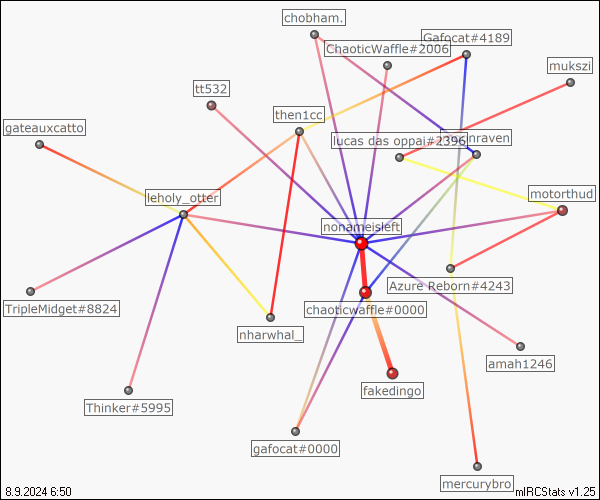 chobham.
Gafocat#4189
ChaoticWaffle#2006
mukszi
tt532
then1cc
gateauxcatto
lucas das oppai#2396
nraven
leholy_otter
motorthud
nonameisleft
Azure Reborn#4243
TripleMidget#8824
chaoticwaffle#0000
nharwhal_
amah1246
fakedingo
Thinker#5995
gafocat#0000
mercurybro
8.9.2024 6:50
mIRCStats v1.25